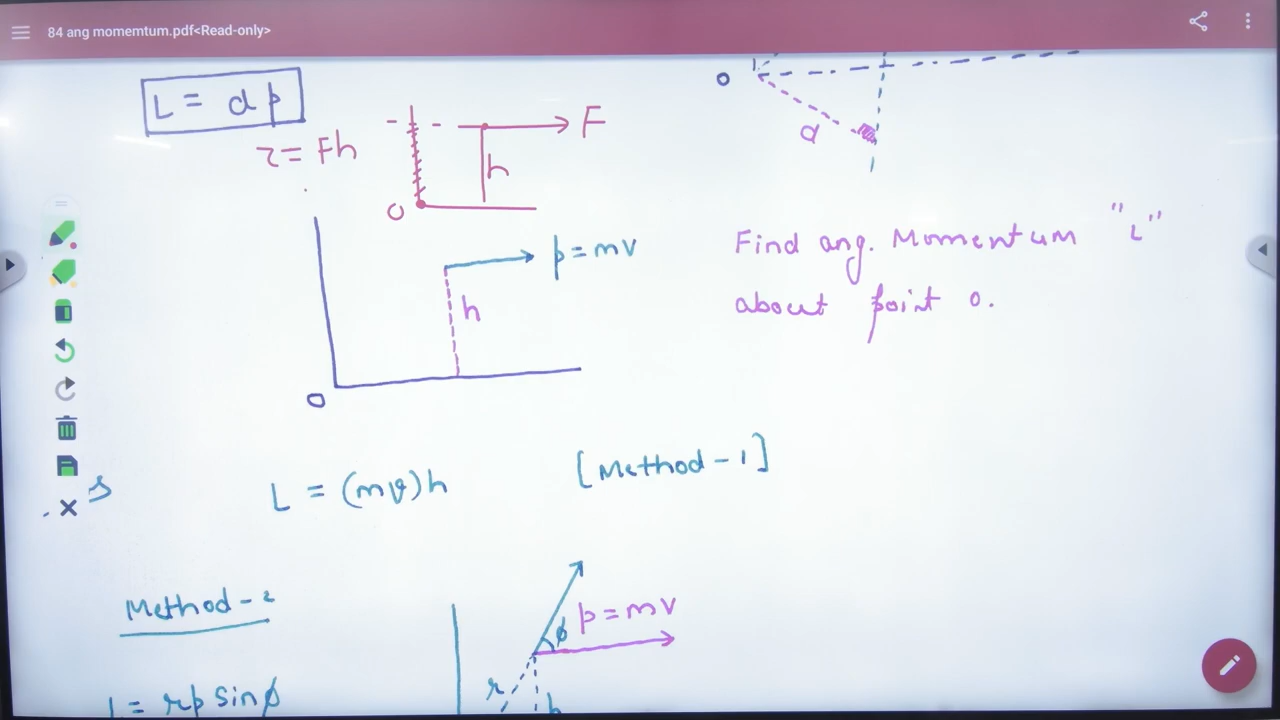 84 ang momemtum.pdf<Read-only>
L = dp
τ = Fh
F
h
O
O
d
p = mv
h
O
Find ang. Momentum "L"
about point O.
L = (mv)h [Method-1]
Method-2
p = mv
ϕ
r
h
L = rp sinϕ